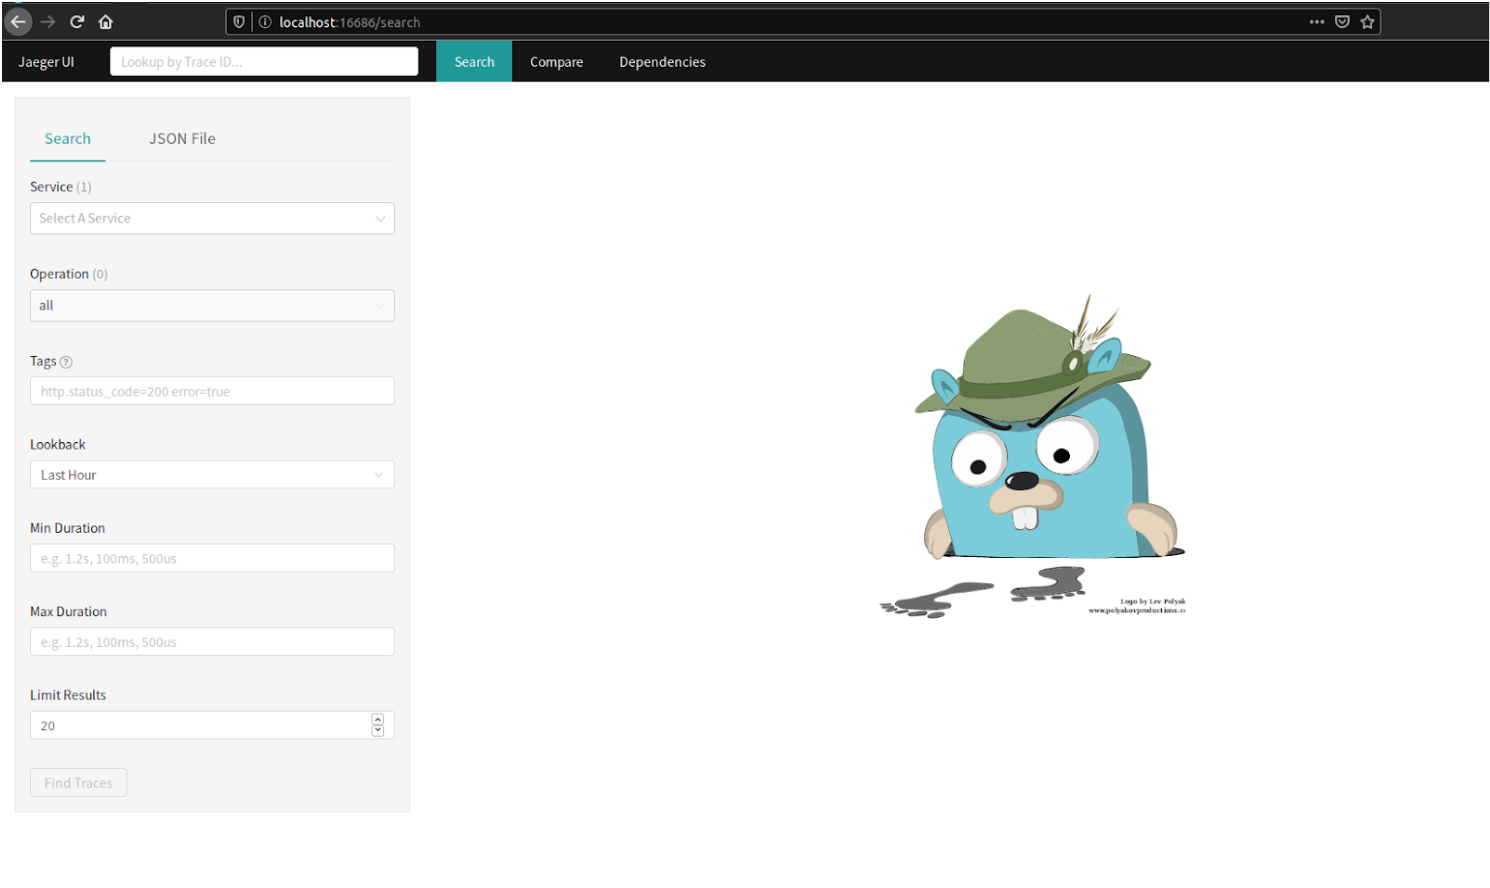 localhost:16686/search
Jaeger UI
Lookup by Trace ID...
Search
Compare
Dependencies
Search
JSON File
Service (1)
Select A Service
Operation (0)
all
Tags
http.status_code=200 error=true
Lookback
Last Hour
Min Duration
e.g. 1.2s, 100ms, 500us
Max Duration
e.g. 1.2s, 100ms, 500us
Limit Results
20
Find Traces
Logo by Lev Polyak
www.polyakovproductions.c